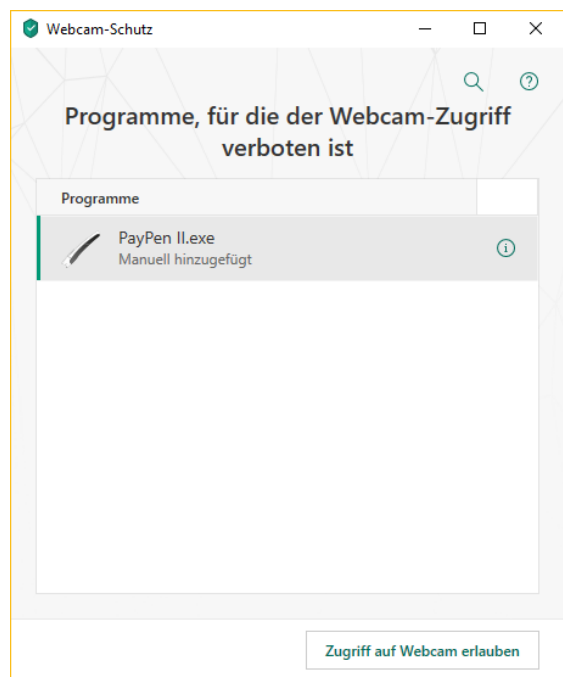 Webcam-Schutz
Programme, für die der Webcam-Zugriff
verboten ist
Programme
PayPen II.exe
Manuell hinzugefügt
Zugriff auf Webcam erlauben